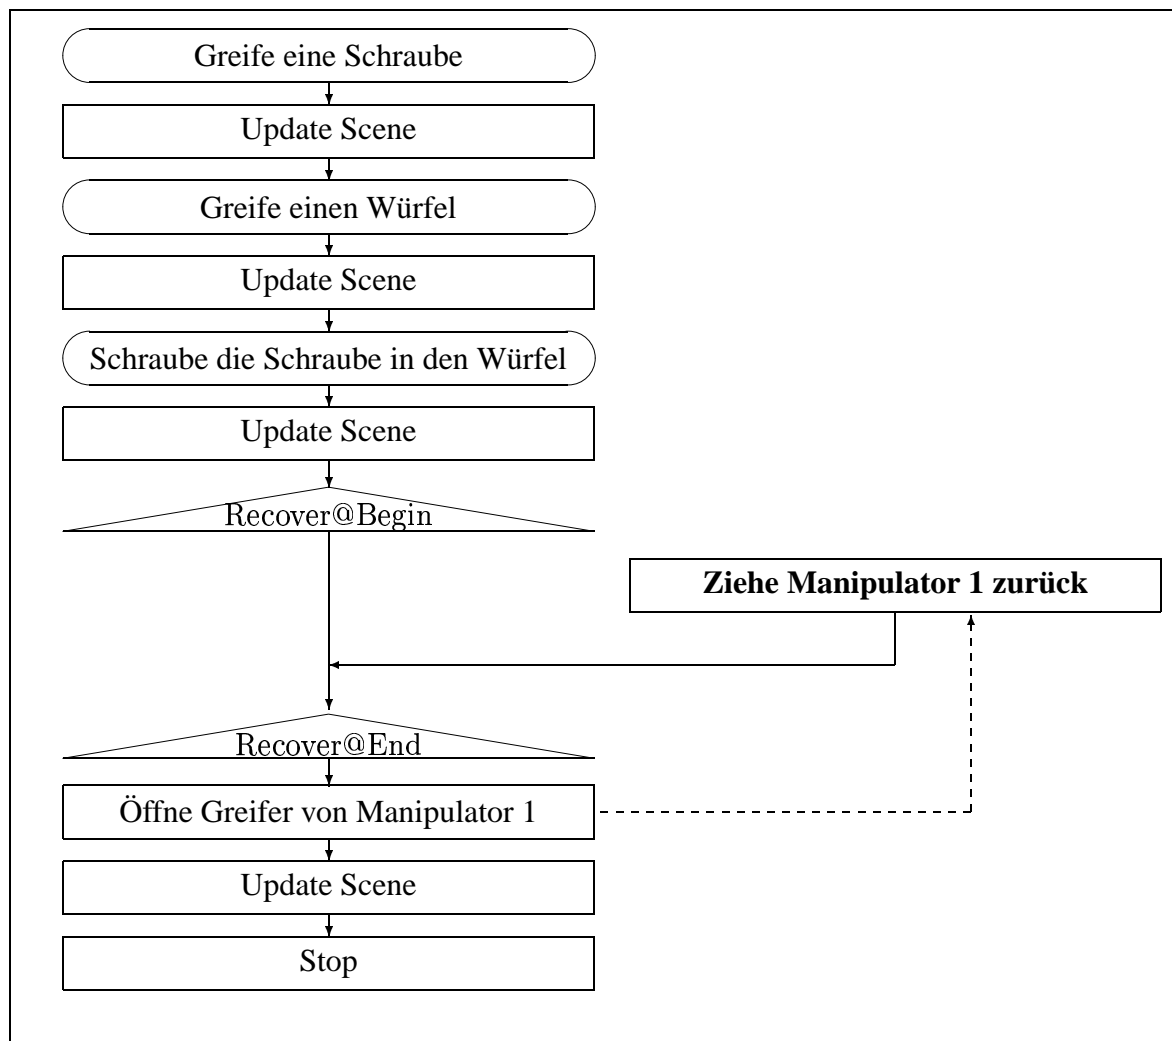 Greife eine Schraube
Update Scene
Greife einen Würfel
Update Scene
Schraube die Schraube in den Würfel
Update Scene
Recover@Begin
Ziehe Manipulator 1 zurück
Recover@End
Öffne Greifer von Manipulator 1
Update Scene
Stop